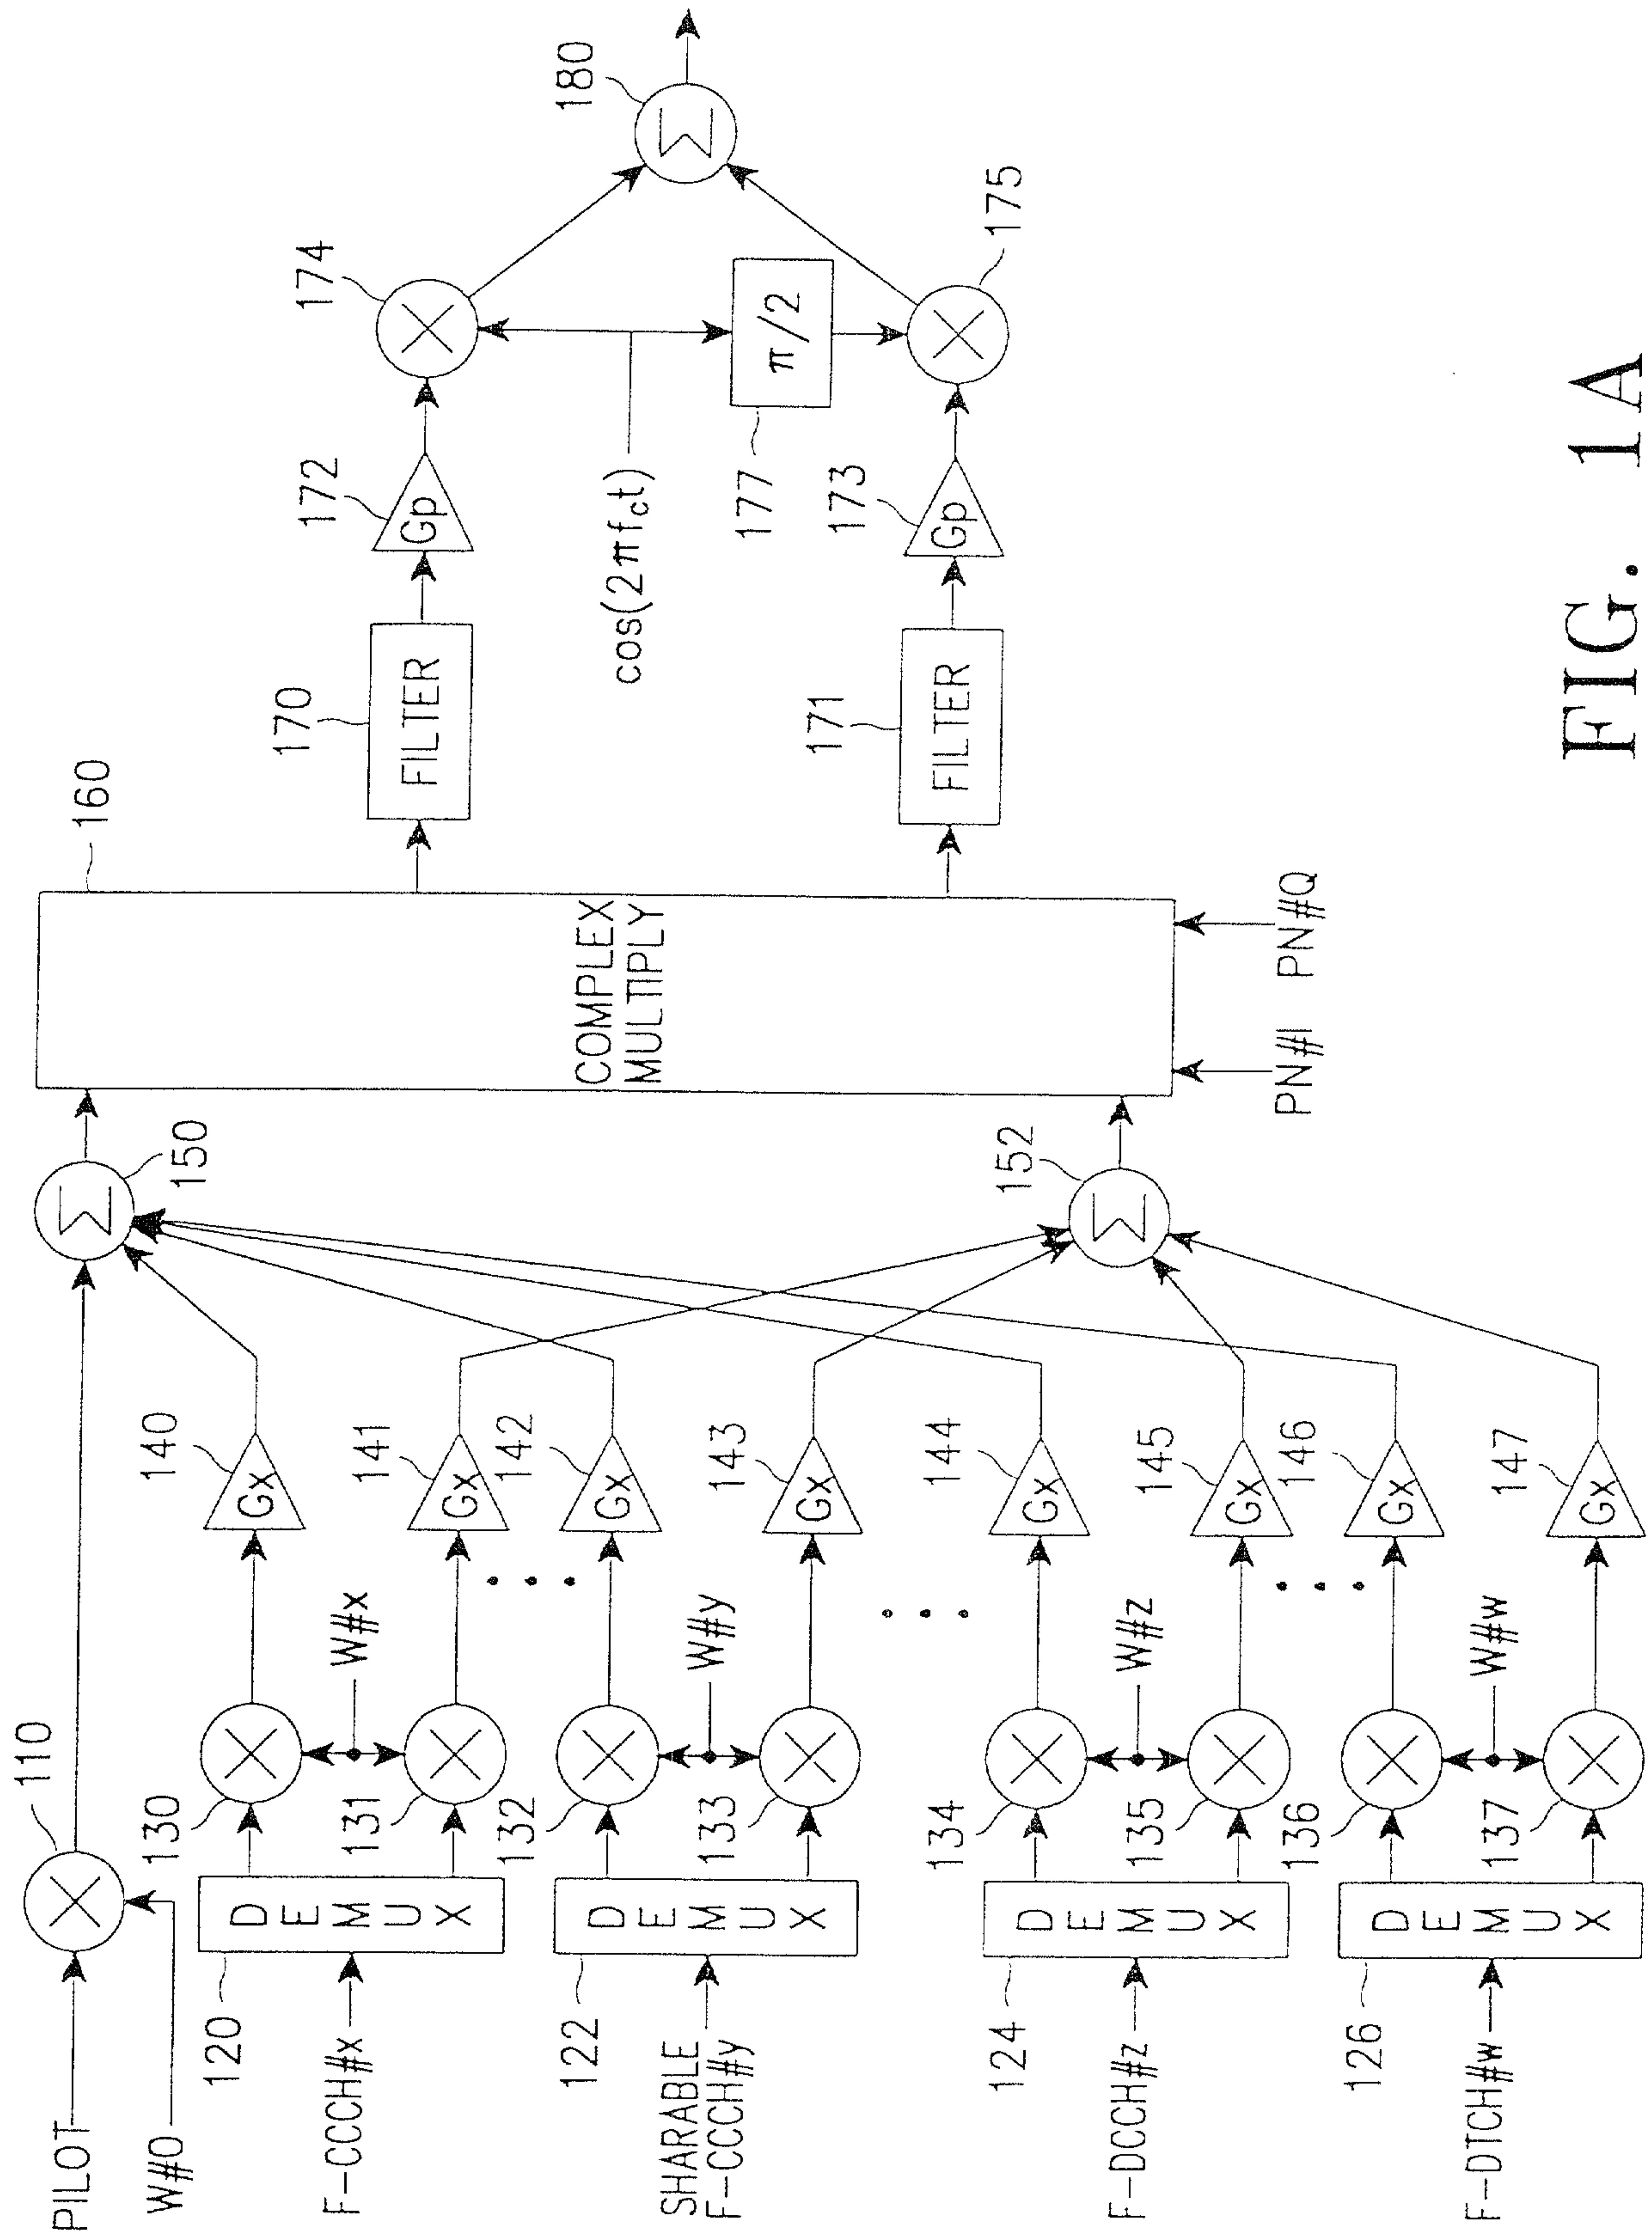 PILOT
W#0
110
F-CCCH#x
120
DEMUX
130
131
W#x
140
Gx
141
Gx
SHARABLE
F-CCCH#y
122
DEMUX
132
133
W#y
142
Gx
143
Gx
F-DCCH#z
124
DEMUX
134
135
W#z
144
Gx
145
Gx
F-DTCH#w
126
DEMUX
136
137
W#w
146
Gx
147
Gx
Σ
150
Σ
152
COMPLEX
MULTIPLY
160
PN#I
PN#Q
170
FILTER
172
Gp
174
cos(2πfct)
177
π/2
171
FILTER
173
Gp
175
Σ
180
FIG. 1A